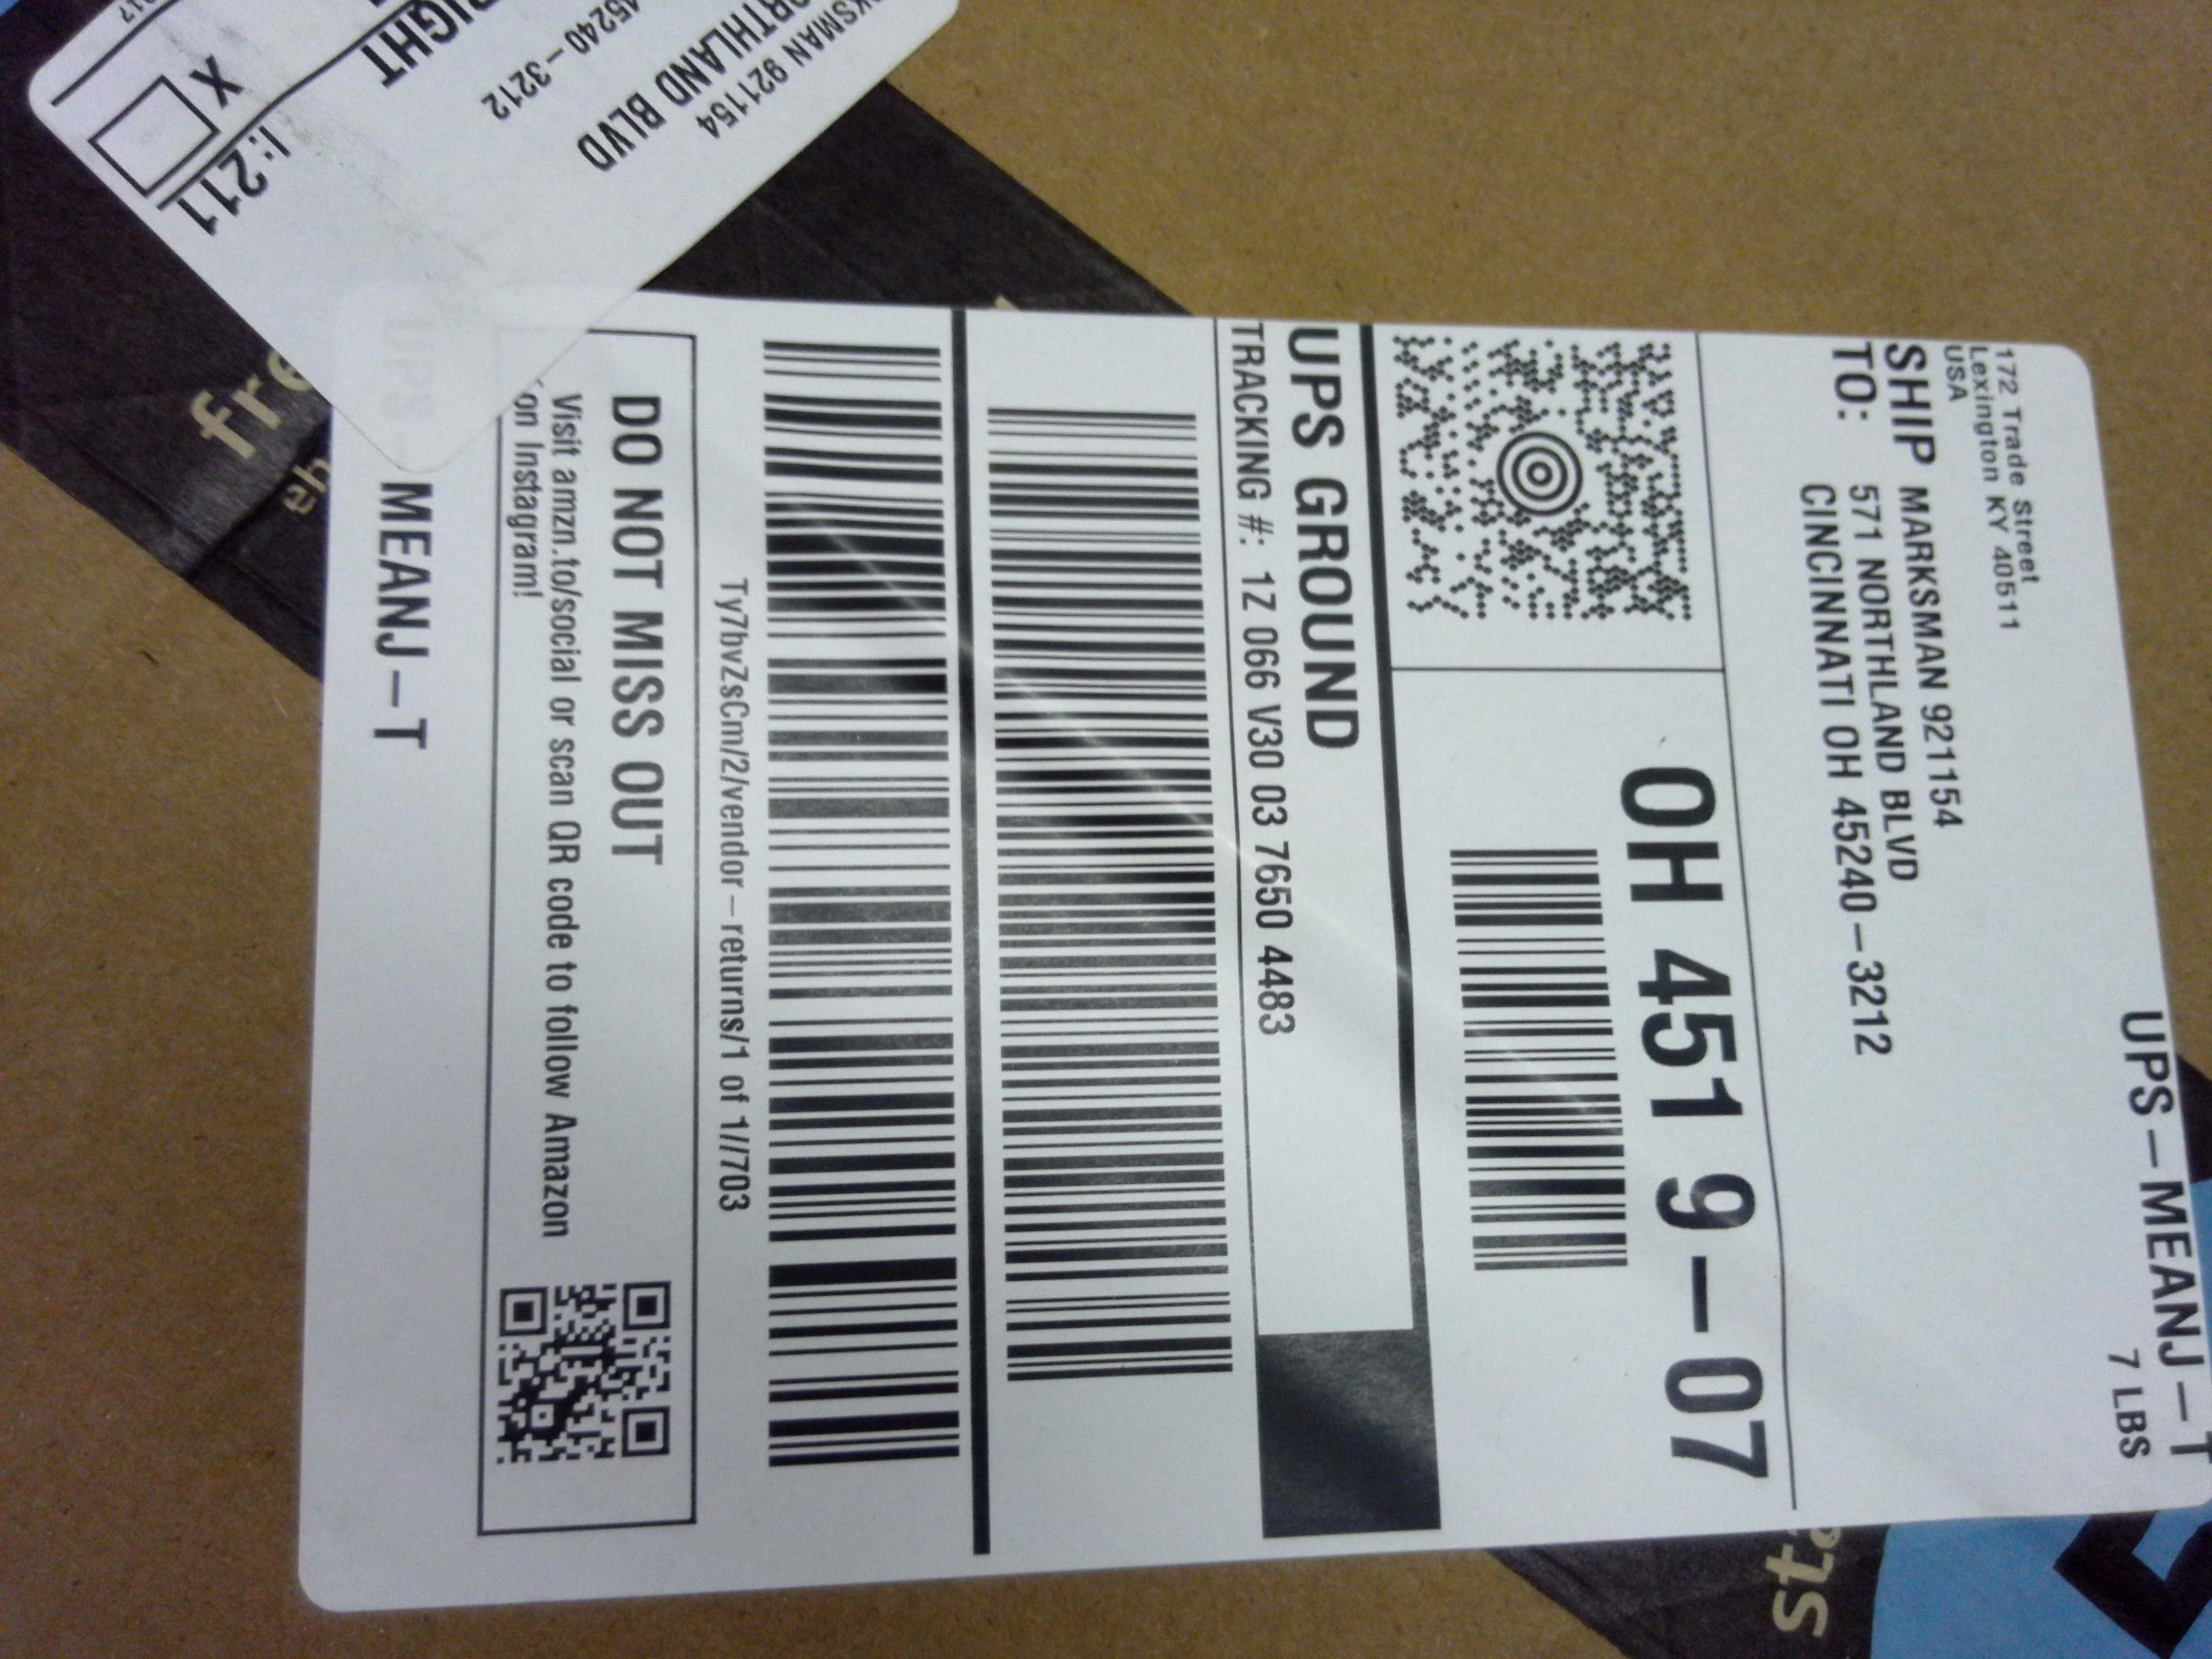 UPS-MEANJ-T
7 LBS
172 Trade Street
Lexington KY 40511
USA
SHIP
TO:
MARKSMAN 921154
571 NORTHLAND BLVD
CINCINNATI OH 45240-3212
OH 451 9-07
UPS GROUND
TRACKING #: 1Z 066 V30 03 7650 4483
Ty7bvZsCm/2/vendor-returns/1 of 1//703
DO NOT MISS OUT
Visit amzn.to/social or scan QR code to follow Amazon
on Instagram!
UPS-MEANJ-T
921154
BLVD
45240-3212
X
I:211